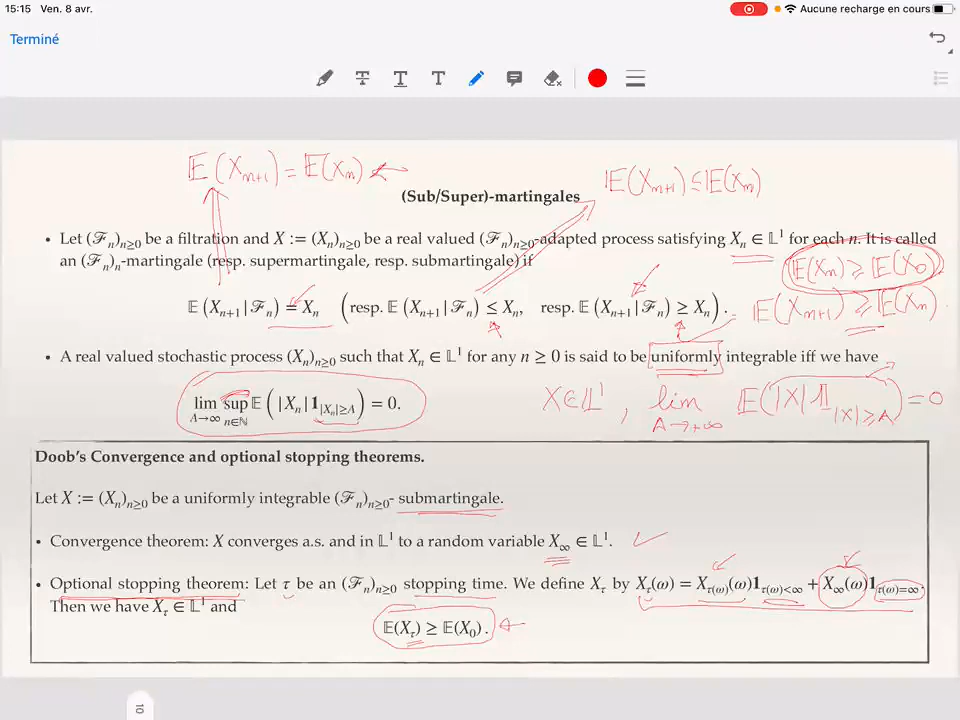 15:15 Ven. 8 avr.
Aucune recharge en cours
Terminé
𝔼(X_{n+1}) = 𝔼(X_n)
𝔼(X_{n+1}) ≤ 𝔼(X_n)
(Sub/Super)-martingales
• Let (ℱ_n)_{n≥0} be a filtration and X := (X_n)_{n≥0} be a real valued (ℱ_n)_{n≥0}-adapted process satisfying X_n ∈ 𝕃¹ for each n. It is called
an (ℱ_n)_n-martingale (resp. supermartingale, resp. submartingale) if
𝔼(X_n) ≥ 𝔼(X_0)
𝔼(X_{n+1} | ℱ_n) = X_n (resp. 𝔼(X_{n+1} | ℱ_n) ≤ X_n, resp. 𝔼(X_{n+1} | ℱ_n) ≥ X_n).
𝔼(X_{n+1}) ≥ 𝔼(X_n)
• A real valued stochastic process (X_n)_{n≥0} such that X_n ∈ 𝕃¹ for any n ≥ 0 is said to be uniformly integrable iff we have
lim_{A→∞} sup_{n∈ℕ} 𝔼(|X_n| 𝟏_{|X_n|≥A}) = 0.
X ∈ 𝕃¹, lim_{A→+∞} 𝔼(|X| 𝟙_{|X|≥A}) = 0
Doob's Convergence and optional stopping theorems.
Let X := (X_n)_{n≥0} be a uniformly integrable (ℱ_n)_{n≥0}- submartingale.
• Convergence theorem: X converges a.s. and in 𝕃¹ to a random variable X_∞ ∈ 𝕃¹.
• Optional stopping theorem: Let τ be an (ℱ_n)_{n≥0} stopping time. We define X_τ by X_τ(ω) = X_{τ(ω)}(ω)𝟏_{τ(ω)<∞} + X_∞(ω)𝟏_{τ(ω)=∞}.
Then we have X_τ ∈ 𝕃¹ and
𝔼(X_τ) ≥ 𝔼(X_0).
10